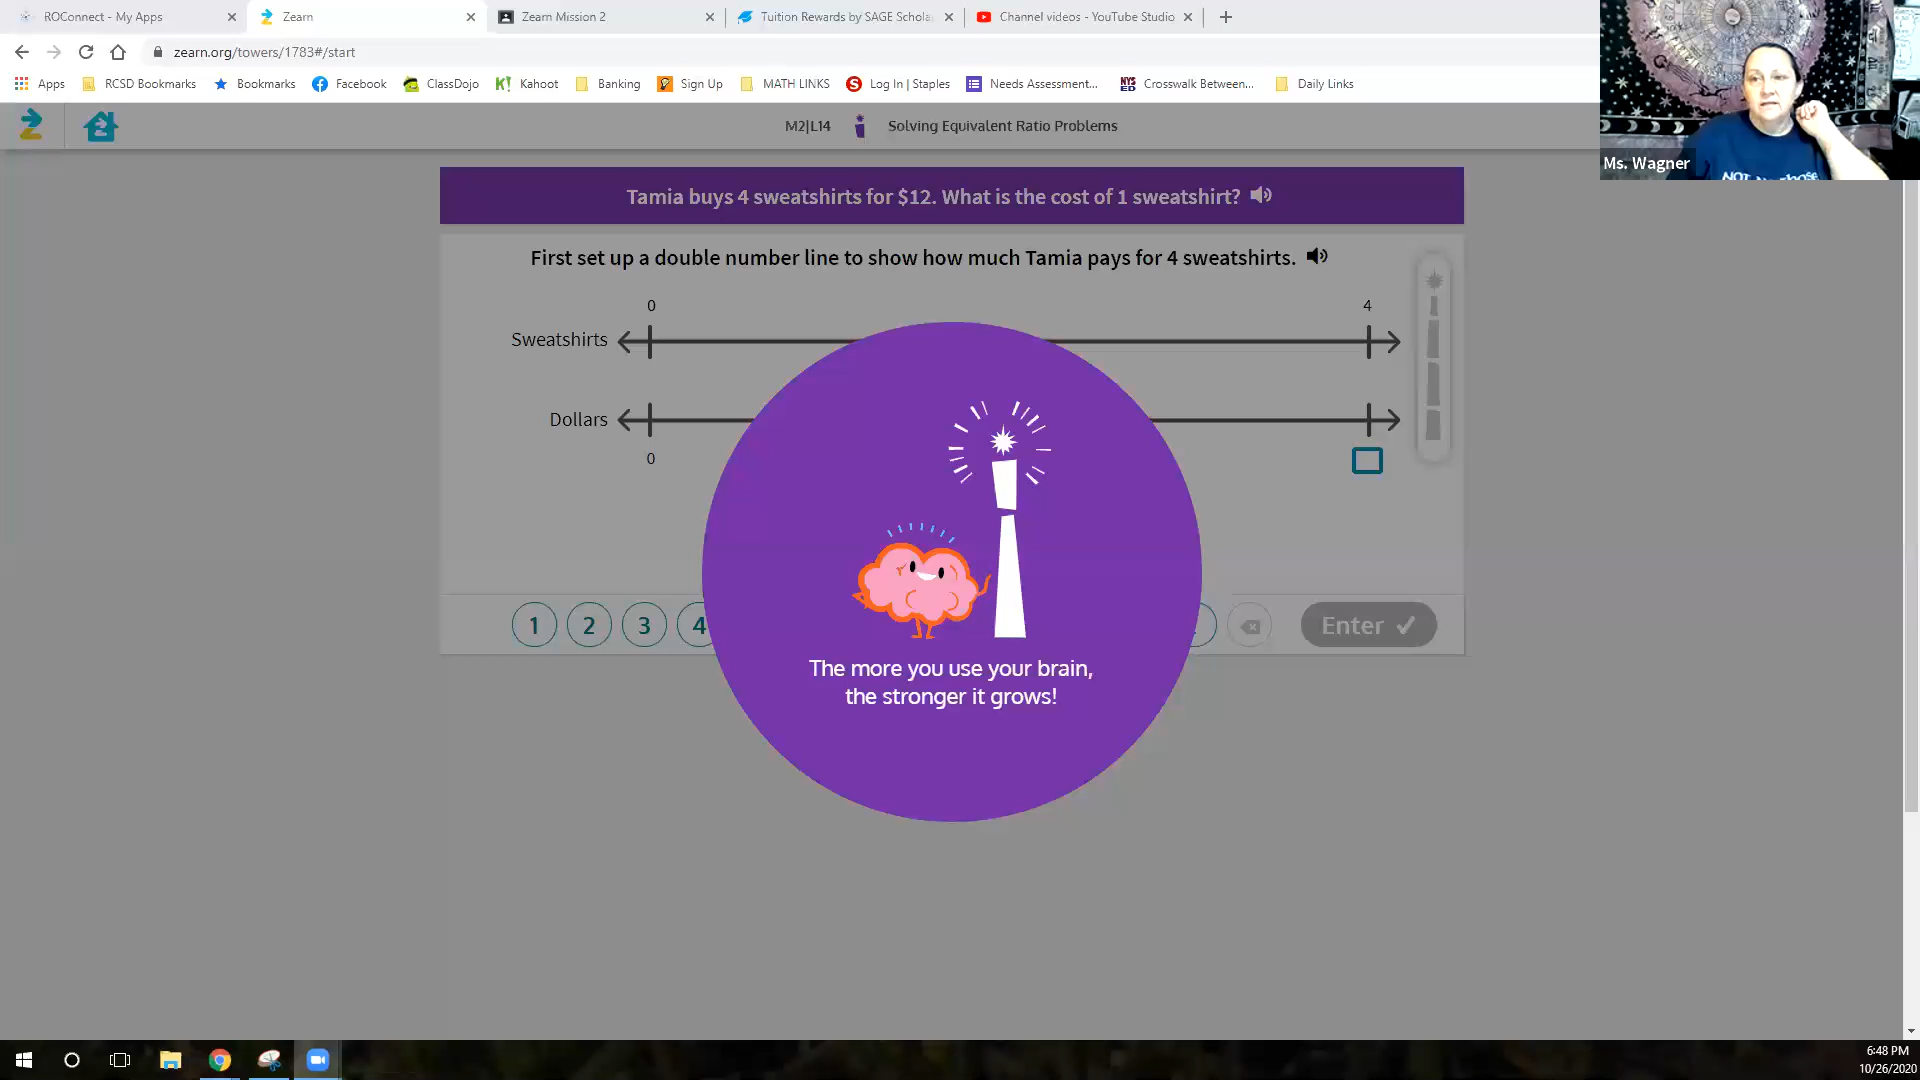 ROConnect - My Apps
Zearn
Zearn Mission 2
Tuition Rewards by SAGE Schola
Channel videos - YouTube Studio
zearn.org/towers/1783#/start
Apps
RCSD Bookmarks
Bookmarks
Facebook
ClassDojo
Kahoot
Banking
Sign Up
MATH LINKS
Log In | Staples
Needs Assessment...
Crosswalk Between...
Daily Links
M2|L14
Solving Equivalent Ratio Problems
Ms. Wagner
Tamia buys 4 sweatshirts for $12. What is the cost of 1 sweatshirt?
First set up a double number line to show how much Tamia pays for 4 sweatshirts.
0
4
Sweatshirts
Dollars
0
1 2 3 4
Enter
The more you use your brain,
the stronger it grows!
6:48 PM
10/26/2020